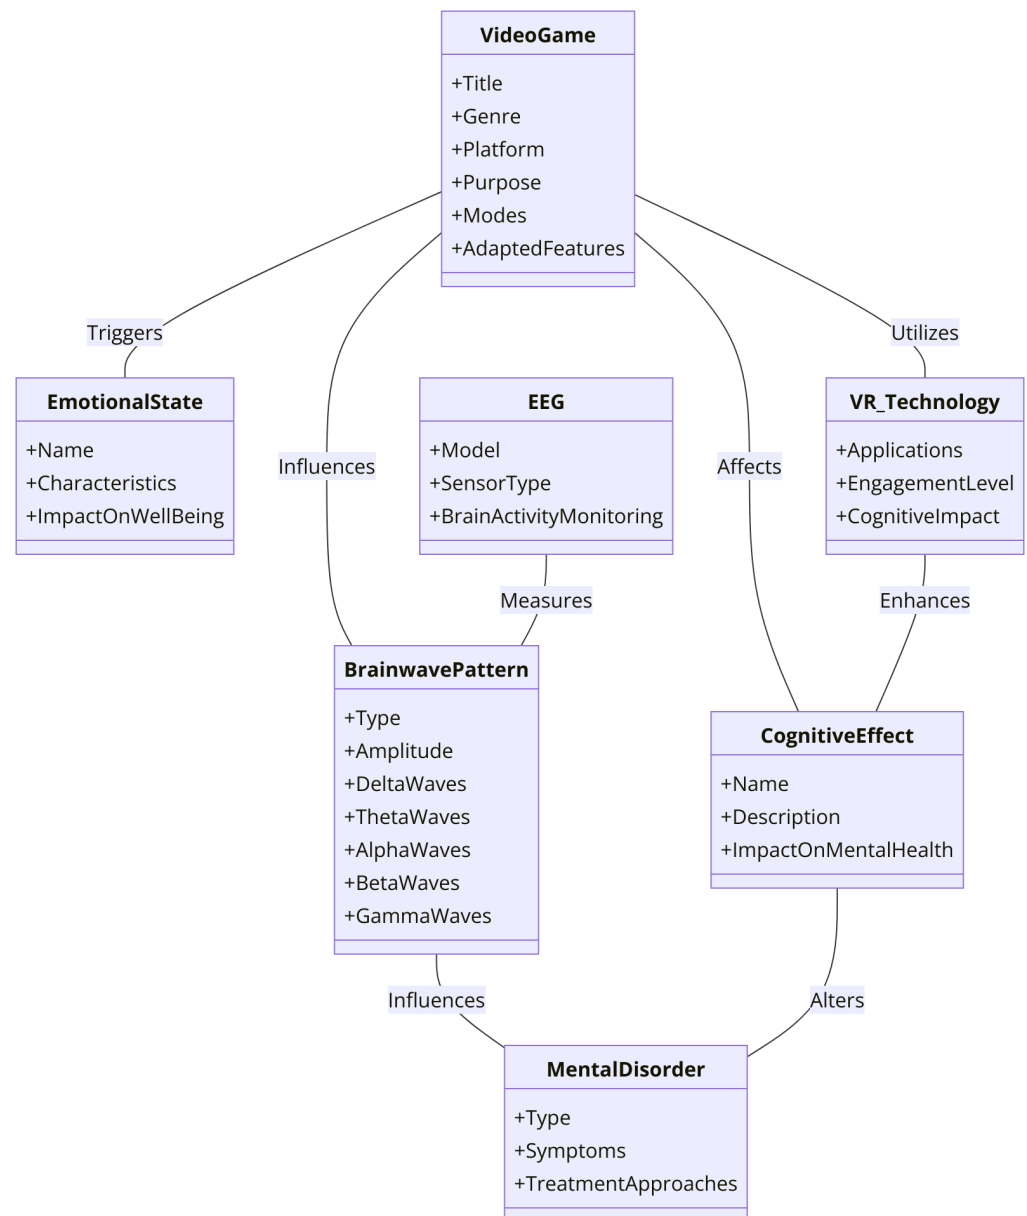 VideoGame
+Title
+Genre
+Platform
+Purpose
+Modes
+AdaptedFeatures
Triggers
Utilizes
EmotionalState
+Name
+Characteristics
+ImpactOnWellBeing
Influences
EEG
+Model
+SensorType
+BrainActivityMonitoring
Affects
VR_Technology
+Applications
+EngagementLevel
+CognitiveImpact
Measures
Enhances
BrainwavePattern
+Type
+Amplitude
+DeltaWaves
+ThetaWaves
+AlphaWaves
+BetaWaves
+GammaWaves
CognitiveEffect
+Name
+Description
+ImpactOnMentalHealth
Influences
Alters
MentalDisorder
+Type
+Symptoms
+TreatmentApproaches